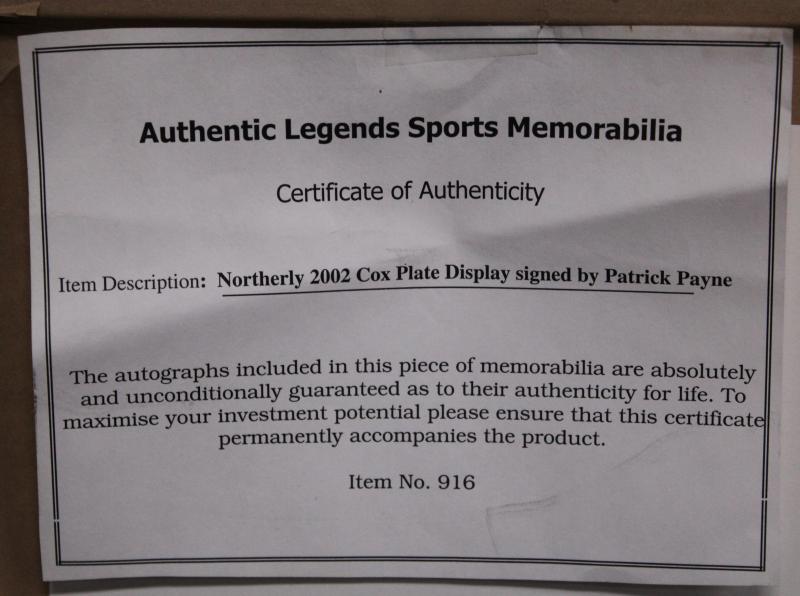 Authentic Legends Sports Memorabilia
Certificate of Authenticity
Item Description: Northerly 2002 Cox Plate Display signed by Patrick Payne
The autographs included in this piece of memorabilia are absolutely
and unconditionally guaranteed as to their authenticity for life. To
maximise your investment potential please ensure that this certificate
permanently accompanies the product.
Item No. 916